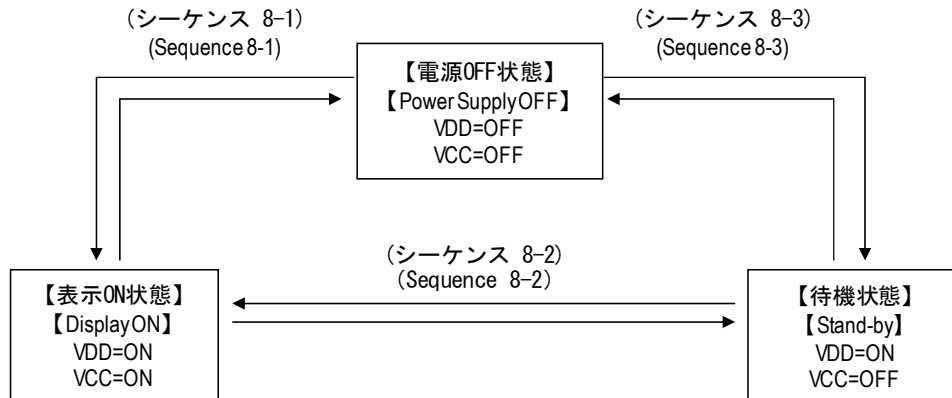 (シーケンス 8-1)
(Sequence 8-1)
(シーケンス 8-3)
(Sequence 8-3)
【電源OFF状態】
【Power Supply OFF】
VDD=OFF
VCC=OFF
(シーケンス 8-2)
(Sequence 8-2)
【表示ON状態】
【Display ON】
VDD=ON
VCC=ON
【待機状態】
【Stand-by】
VDD=ON
VCC=OFF